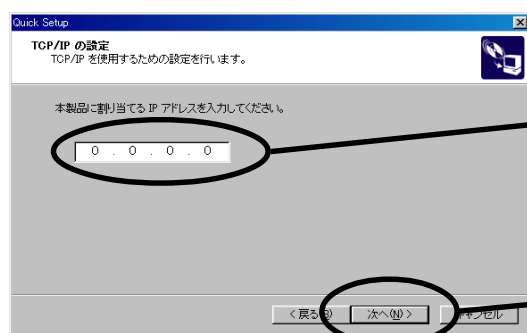 Quick Setup
TCP/IP の設定
TCP/IP を使用するための設定を行います。
本製品に割り当てる IP アドレスを入力してください。
0 . 0 . 0 . 0
< 戻る(B) 次へ(N) > キャンセル